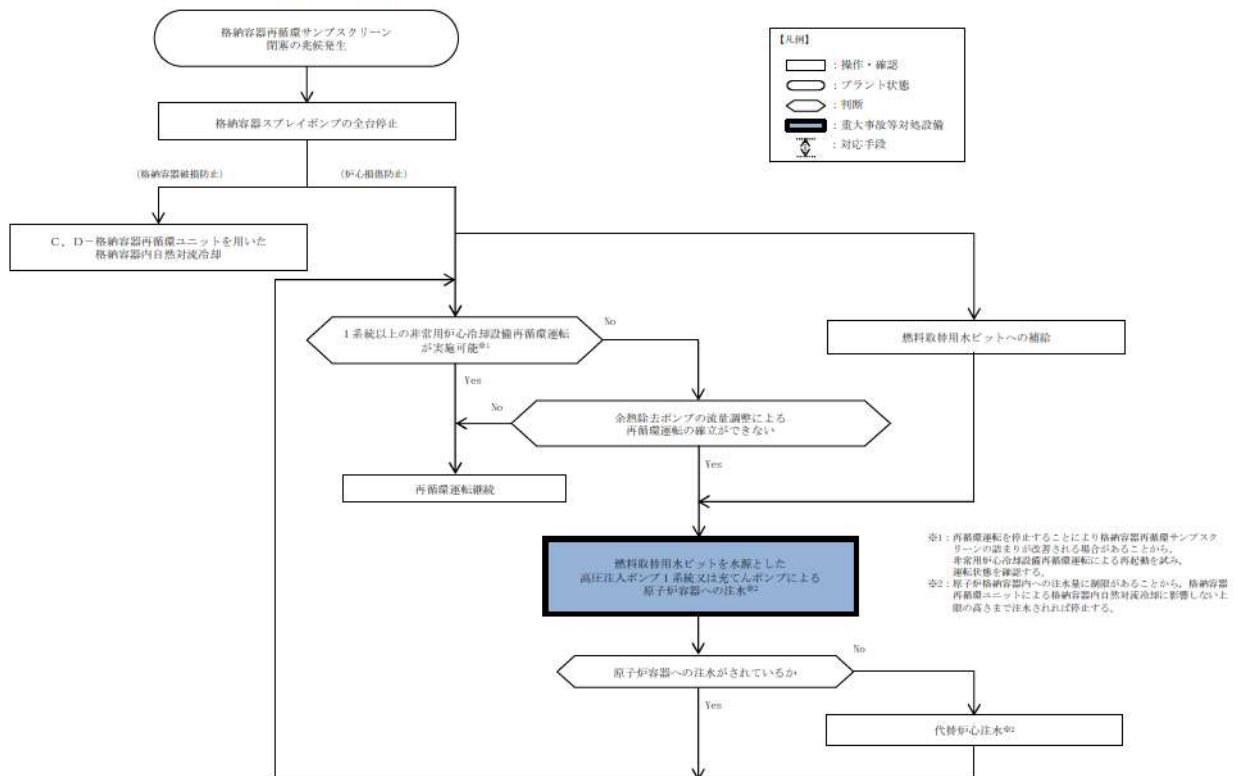 格納容器再循環サンプスクリーン
閉塞の兆候発生
格納容器スプレイポンプの全台停止
(格納容器破損防止)
(炉心損傷防止)
C，D－格納容器再循環ユニットを用いた
格納容器内自然対流冷却
【凡例】
：操作・確認
：プラント状態
：判断
：重大事故等対処設備
：対応手段
1系統以上の非常用炉心冷却設備再循環運転
が実施可能※1
No
Yes
燃料取替用水ピットへの補給
余熱除去ポンプの流量調整による
再循環運転の確立ができない
No
Yes
再循環運転継続
燃料取替用水ピットを水源とした
高圧注入ポンプ1系統又は充てんポンプによる
原子炉容器への注水※2
※1：再循環運転を停止することにより格納容器再循環サンプスク
リーンの詰まりが改善される場合があることから，
非常用炉心冷却設備再循環運転による再起動を試み，
運転状態を確認する。
※2：原子炉格納容器内への注水量に制限があることから，格納容器
再循環ユニットによる格納容器内自然対流冷却に影響しない上
限の高さまで注水されれば停止する。
原子炉容器への注水がされているか
No
Yes
代替炉心注水※2